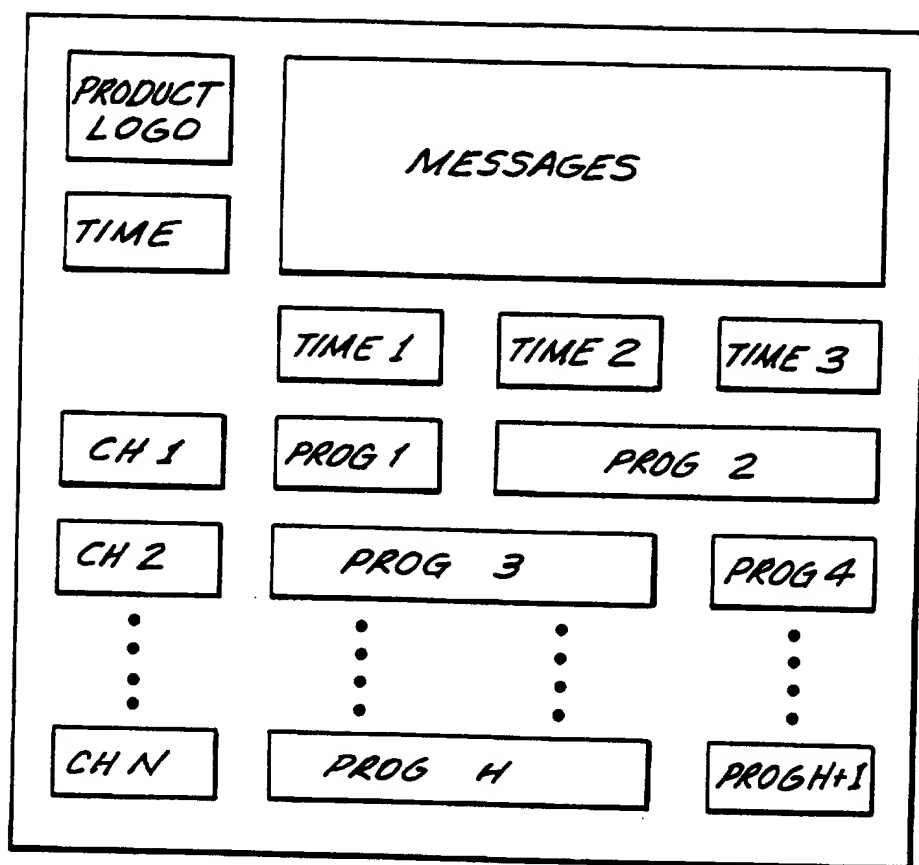 PRODUCT
LOGO
MESSAGES
TIME
TIME 1
TIME 2
TIME 3
CH 1
PROG 1
PROG 2
CH 2
PROG 3
PROG 4
CH N
PROG H
PROG H+1